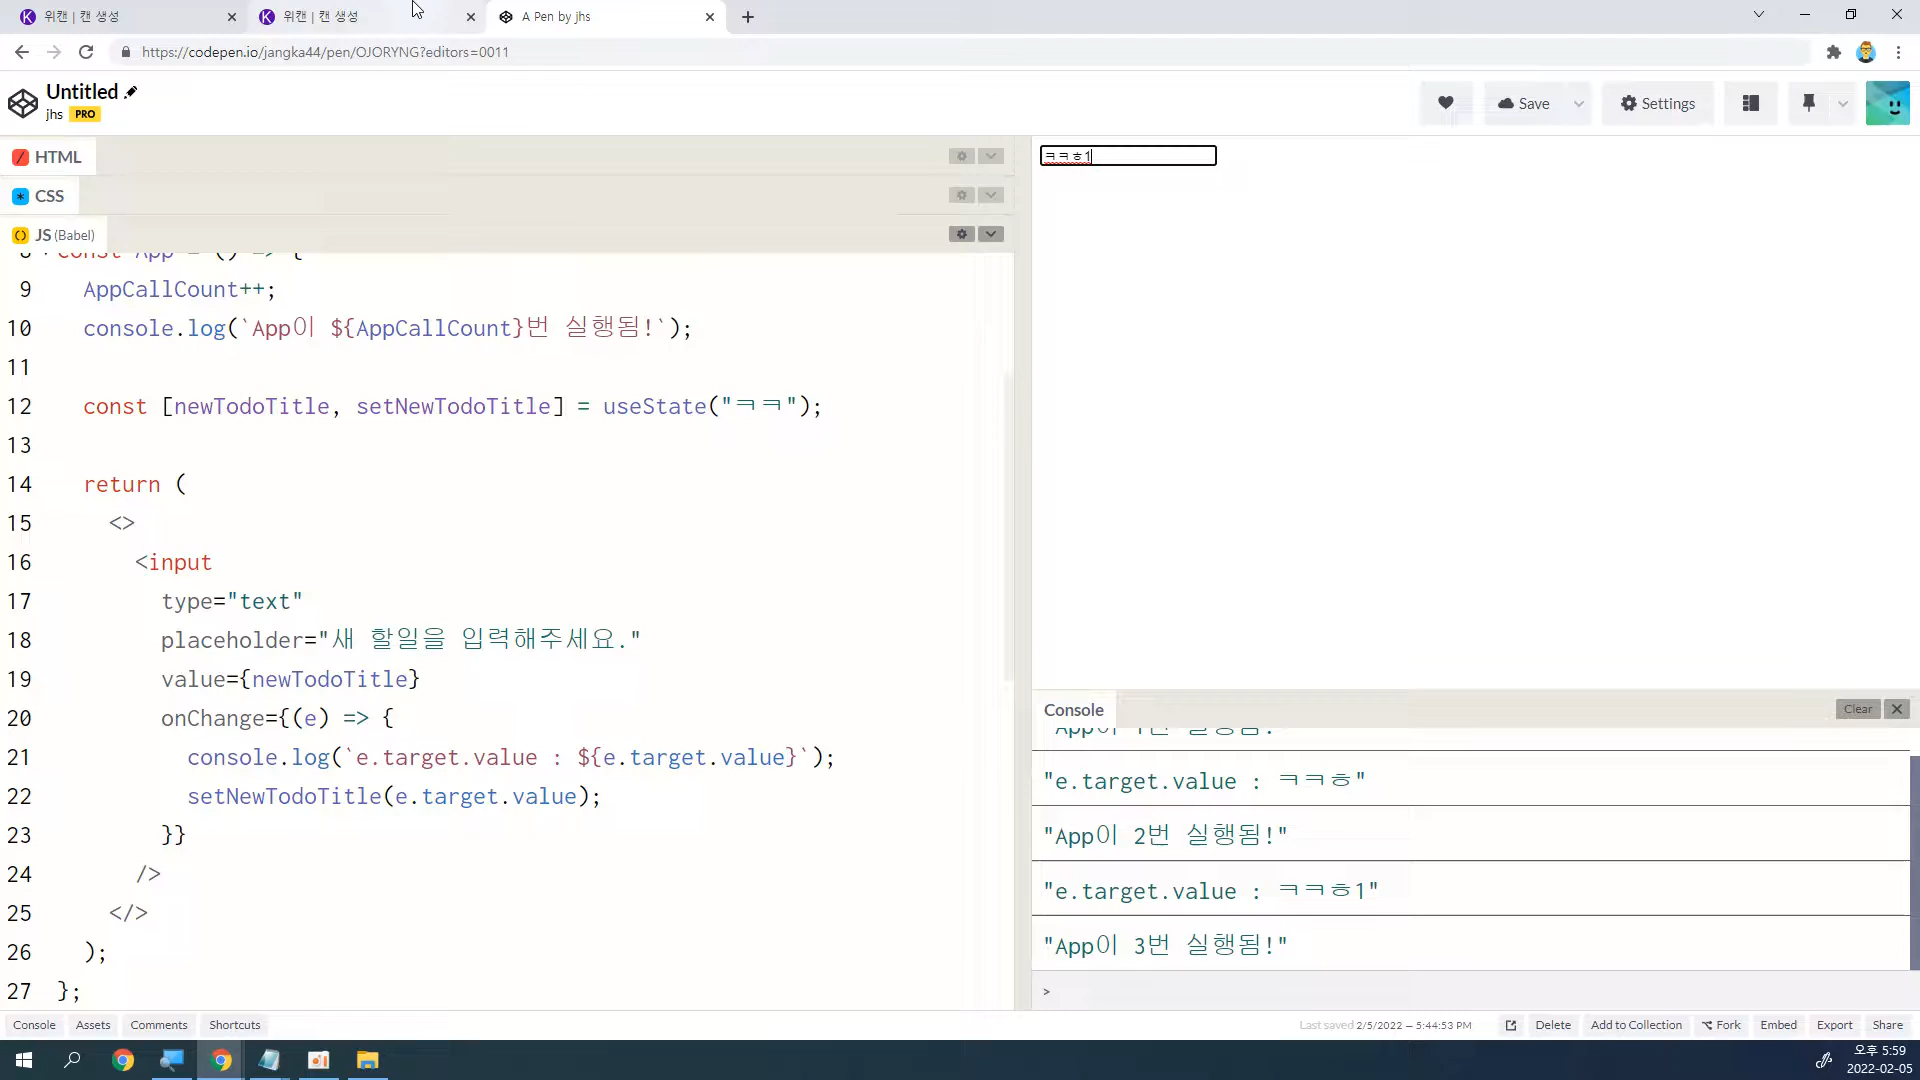 위캔 | 캔 생성
위캔 | 캔 생성
A Pen by jhs
https://codepen.io/jangka44/pen/OJORYNG?editors=0011
Untitled
jhs PRO
Save
Settings
HTML
CSS
JS (Babel)
8 const App = () => {
9 AppCallCount++;
10 console.log(`App이 ${AppCallCount}번 실행됨!`);
11
12 const [newTodoTitle, setNewTodoTitle] = useState("ㅋㅋ");
13
14 return (
15 <>
16 <input
17 type="text"
18 placeholder="새 할일을 입력해주세요."
19 value={newTodoTitle}
20 onChange={(e) => {
21 console.log(`e.target.value : ${e.target.value}`);
22 setNewTodoTitle(e.target.value);
23 }}
24 />
25 </>
26 );
27 };
ㅋㅋㅎ1
Console
Clear
"App이 1번 실행됨!"
"e.target.value : ㅋㅋㅎ"
"App이 2번 실행됨!"
"e.target.value : ㅋㅋㅎ1"
"App이 3번 실행됨!"
>
Console
Assets
Comments
Shortcuts
Last saved 2/5/2022 — 5:44:53 PM
Delete
Add to Collection
Fork
Embed
Export
Share
오후 5:59
2022-02-05